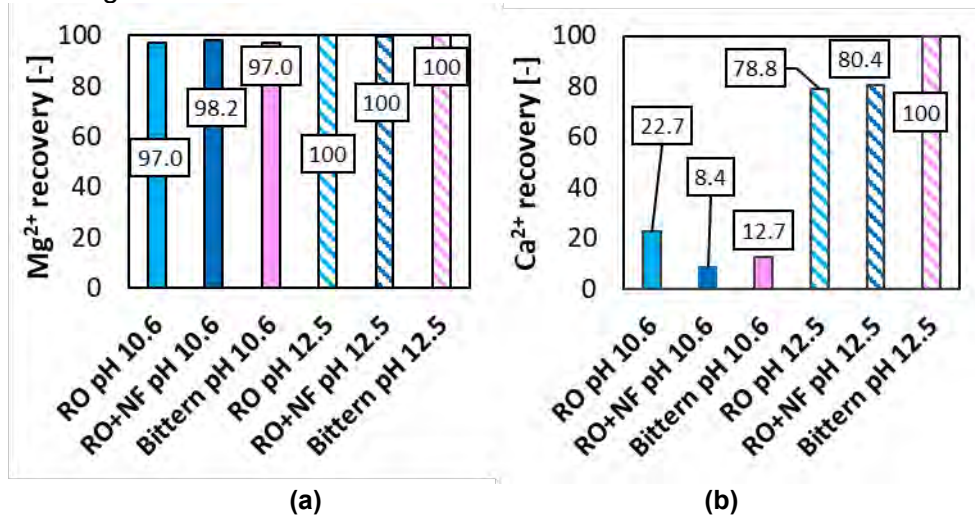 Mg2+ recovery [-]
100
80
60
40
20
0
97.0
98.2
97.0
100
100
100
RO pH 10.6
RO+NF pH 10.6
Bittern pH 10.6
RO pH 12.5
RO+NF pH 12.5
Bittern pH 12.5
(a)
Ca2+ recovery [-]
100
80
60
40
20
0
22.7
8.4
12.7
78.8
80.4
100
RO pH 10.6
RO+NF pH 10.6
Bittern pH 10.6
RO pH 12.5
RO+NF pH 12.5
Bittern pH 12.5
(b)